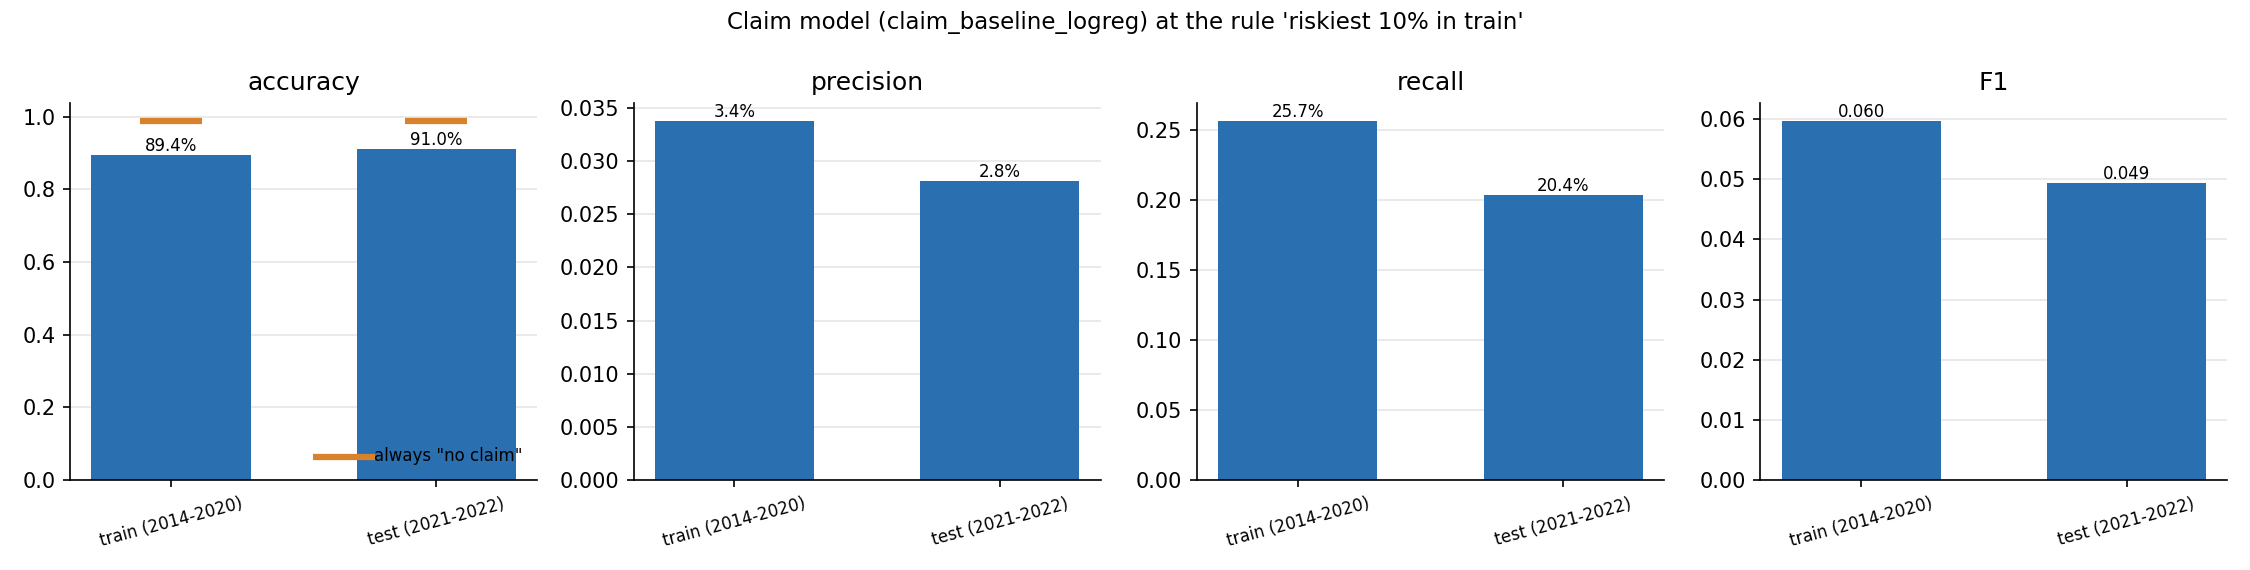 Claim model (claim_baseline_logreg) at the rule 'riskiest 10% in train'
accuracy
1.0
0.8
0.6
0.4
0.2
0.0
89.4%
91.0%
always "no claim"
train (2014-2020)
test (2021-2022)
precision
0.035
0.030
0.025
0.020
0.015
0.010
0.005
0.000
3.4%
2.8%
train (2014-2020)
test (2021-2022)
recall
0.25
0.20
0.15
0.10
0.05
0.00
25.7%
20.4%
train (2014-2020)
test (2021-2022)
F1
0.06
0.05
0.04
0.03
0.02
0.01
0.00
0.060
0.049
train (2014-2020)
test (2021-2022)